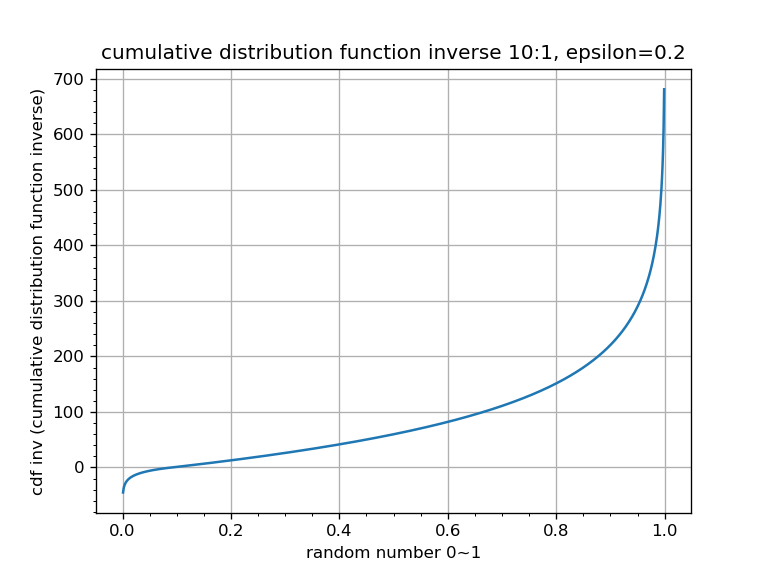 cumulative distribution function inverse 10:1, epsilon=0.2
cdf inv (cumulative distribution function inverse)
700
600
500
400
300
200
100
0
0.0 0.2 0.4 0.6 0.8 1.0
random number 0~1